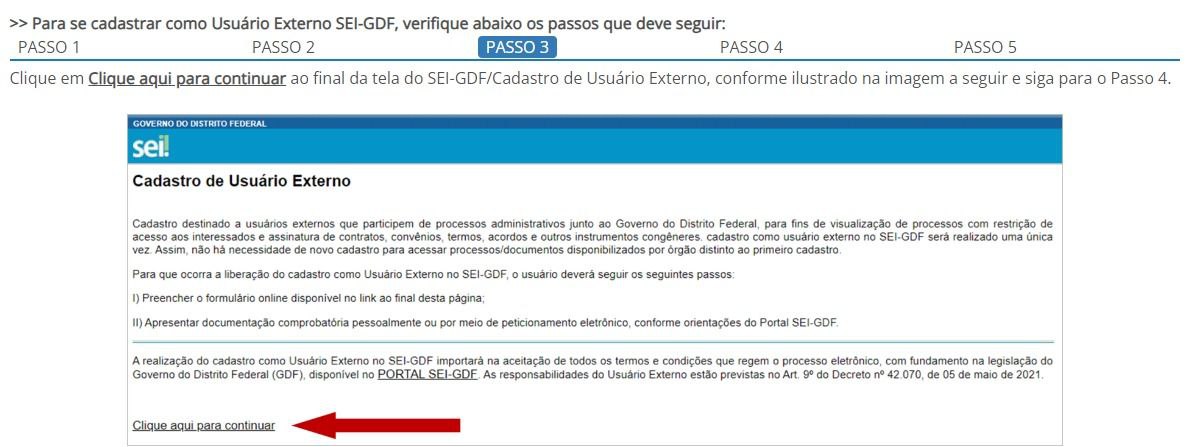 >> Para se cadastrar como Usuário Externo SEI-GDF, verifique abaixo os passos que deve seguir:
PASSO 1 PASSO 2 PASSO 3 PASSO 4 PASSO 5
Clique em Clique aqui para continuar ao final da tela do SEI-GDF/Cadastro de Usuário Externo, conforme ilustrado na imagem a seguir e siga para o Passo 4.
GOVERNO DO DISTRITO FEDERAL
sei!
Cadastro de Usuário Externo
Cadastro destinado a usuários externos que participem de processos administrativos junto ao Governo do Distrito Federal, para fins de visualização de processos com restrição de
acesso aos interessados e assinatura de contratos, convênios, termos, acordos e outros instrumentos congêneres. cadastro como usuário externo no SEI-GDF será realizado uma única
vez. Assim, não há necessidade de novo cadastro para acessar processos/documentos disponibilizados por órgão distinto ao primeiro cadastro.
Para que ocorra a liberação do cadastro como Usuário Externo no SEI-GDF, o usuário deverá seguir os seguintes passos:
I) Preencher o formulário online disponível no link ao final desta página;
II) Apresentar documentação comprobatória pessoalmente ou por meio de peticionamento eletrônico, conforme orientações do Portal SEI-GDF.
A realização do cadastro como Usuário Externo no SEI-GDF importará na aceitação de todos os termos e condições que regem o processo eletrônico, com fundamento na legislação do
Governo do Distrito Federal (GDF), disponível no PORTAL SEI-GDF. As responsabilidades do Usuário Externo estão previstas no Art. 9º do Decreto nº 42.070, de 05 de maio de 2021.
Clique aqui para continuar